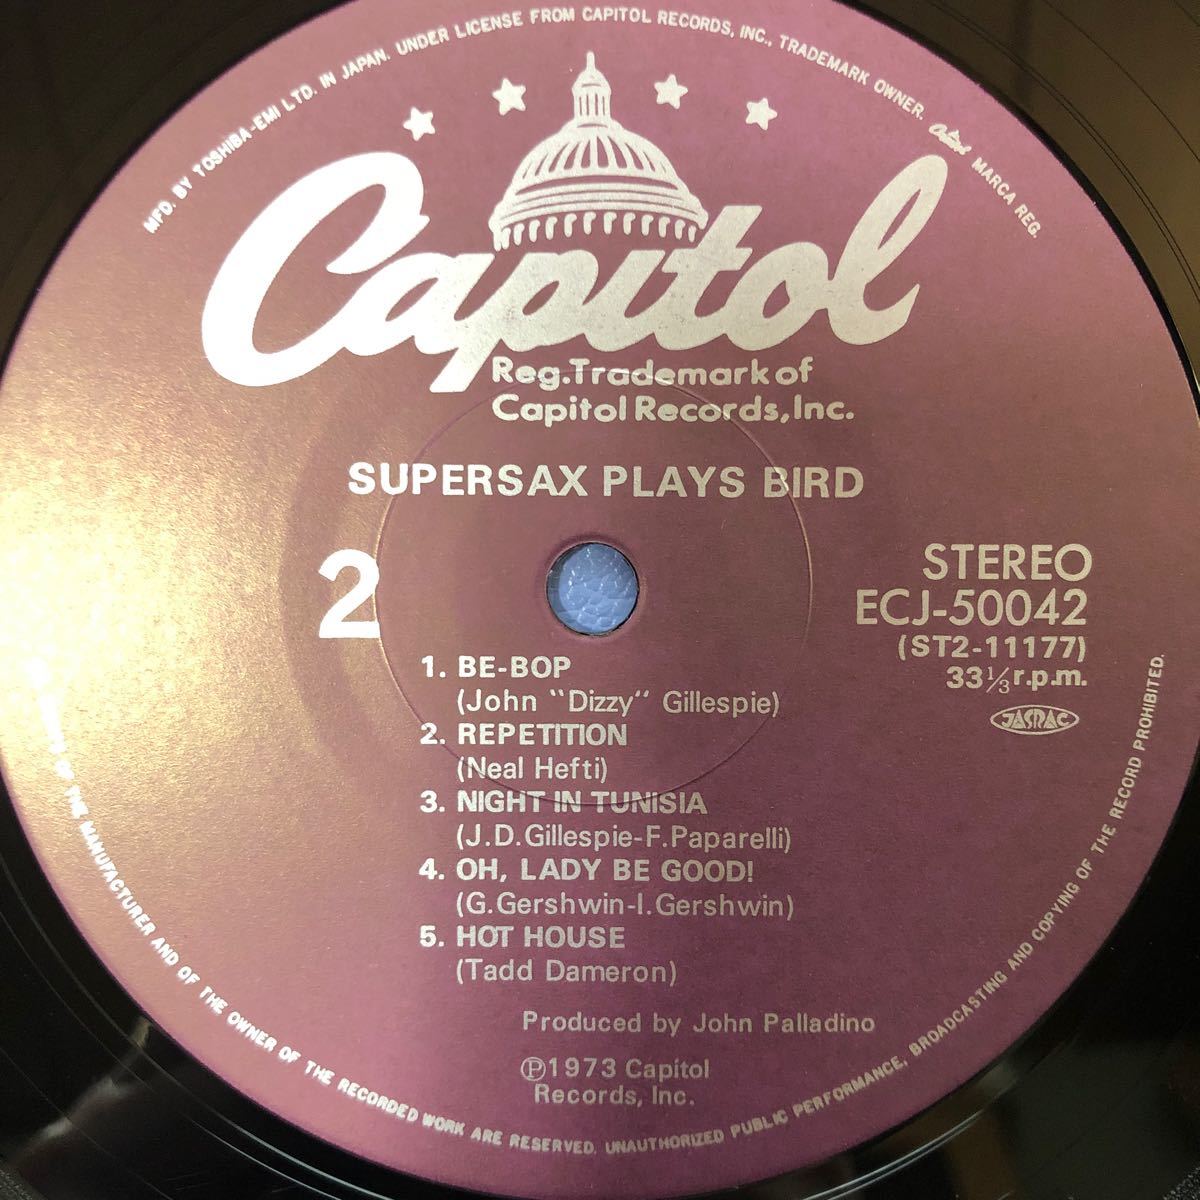 MFD. BY TOSHIBA-EMI LTD. IN JAPAN. UNDER LICENSE FROM CAPITOL RECORDS, INC., TRADEMARK OWNER. Capitol MARCA REG.
Capitol
Reg.Trademark of
Capitol Records,Inc.
SUPERSAX PLAYS BIRD
2
STEREO
ECJ-50042
(ST2-11177)
33⅓r.p.m.
JASRAC
1. BE-BOP
(John "Dizzy" Gillespie)
2. REPETITION
(Neal Hefti)
3. NIGHT IN TUNISIA
(J.D.Gillespie-F.Paparelli)
4. OH, LADY BE GOOD!
(G.Gershwin-I.Gershwin)
5. HOT HOUSE
(Tadd Dameron)
Produced by John Palladino
Ⓟ1973 Capitol
Records, Inc.
OF THE MANUFACTURER AND OF THE OWNER OF THE RECORDED WORK ARE RESERVED. UNAUTHORIZED PUBLIC PERFORMANCE, BROADCASTING AND COPYING OF THE RECORD PROHIBITED.